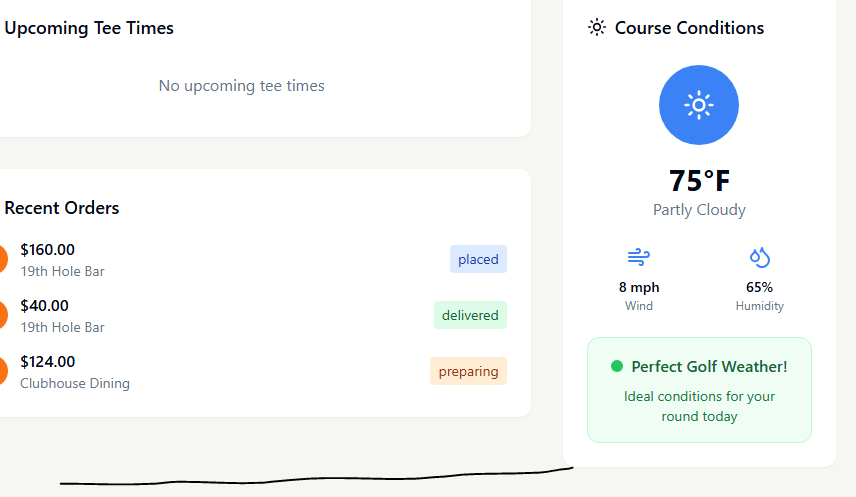 Upcoming Tee Times
No upcoming tee times
Recent Orders
$160.00
19th Hole Bar
placed
$40.00
19th Hole Bar
delivered
$124.00
Clubhouse Dining
preparing
Course Conditions
75°F
Partly Cloudy
8 mph
Wind
65%
Humidity
Perfect Golf Weather!
Ideal conditions for your
round today